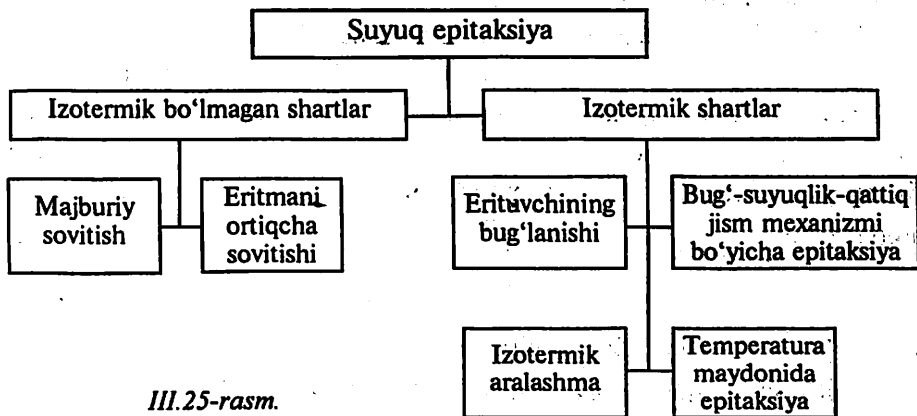 Suyuq epitaksiya
Izotermik bo‘lmagan shartlar
Izotermik shartlar
Majburiy
sovitish
Eritmani
ortiqcha
sovitishi
Erituvchining
bug‘lanishi
Bug‘-suyuqlik-qattiq
jism mexanizmi
bo‘yicha epitaksiya
Izotermik
aralashma
Temperatura
maydonida
epitaksiya
III.25-rasm.